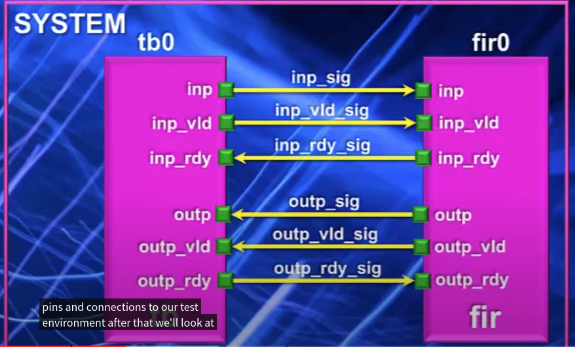 SYSTEM
tb0
fir0
inp
inp_sig
inp
inp_vld
inp_vld_sig
inp_vld
inp_rdy
inp_rdy_sig
inp_rdy
outp
outp_sig
outp
outp_vld
outp_vld_sig
outp_vld
outp_rdy
outp_rdy_sig
outp_rdy
pins and connections to our test
environment after that we'll look at
fir